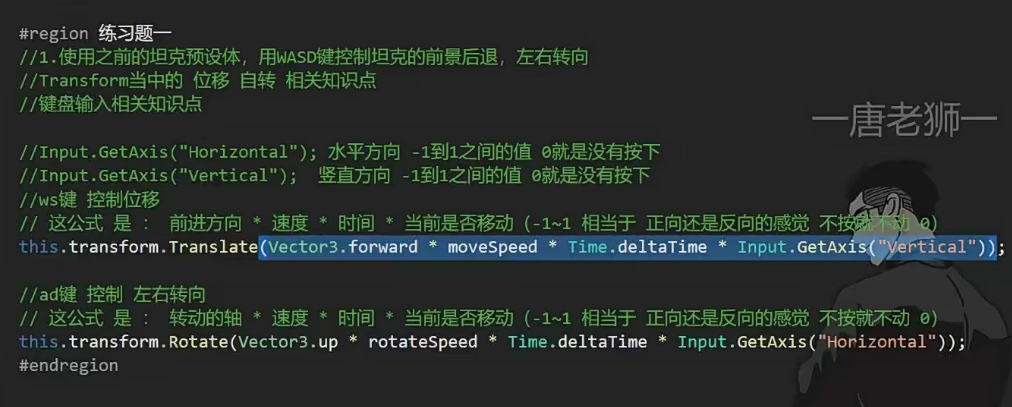 #region 练习题一
//1.使用之前的坦克预设体，用WASD键控制坦克的前景后退，左右转向
//Transform当中的 位移 自转 相关知识点
//键盘输入相关知识点
—唐老狮—
//Input.GetAxis("Horizontal"); 水平方向 -1到1之间的值 0就是没有按下
//Input.GetAxis("Vertical"); 竖直方向 -1到1之间的值 0就是没有按下
//ws键 控制位移
// 这公式 是 : 前进方向 * 速度 * 时间 * 当前是否移动 (-1~1 相当于 正向还是反向的感觉 不按就不动 0)
this.transform.Translate(Vector3.forward * moveSpeed * Time.deltaTime * Input.GetAxis("Vertical"));
//ad键 控制 左右转向
// 这公式 是 : 转动的轴 * 速度 * 时间 * 当前是否移动 (-1~1 相当于 正向还是反向的感觉 不按就不动 0)
this.transform.Rotate(Vector3.up * rotateSpeed * Time.deltaTime * Input.GetAxis("Horizontal"));
#endregion